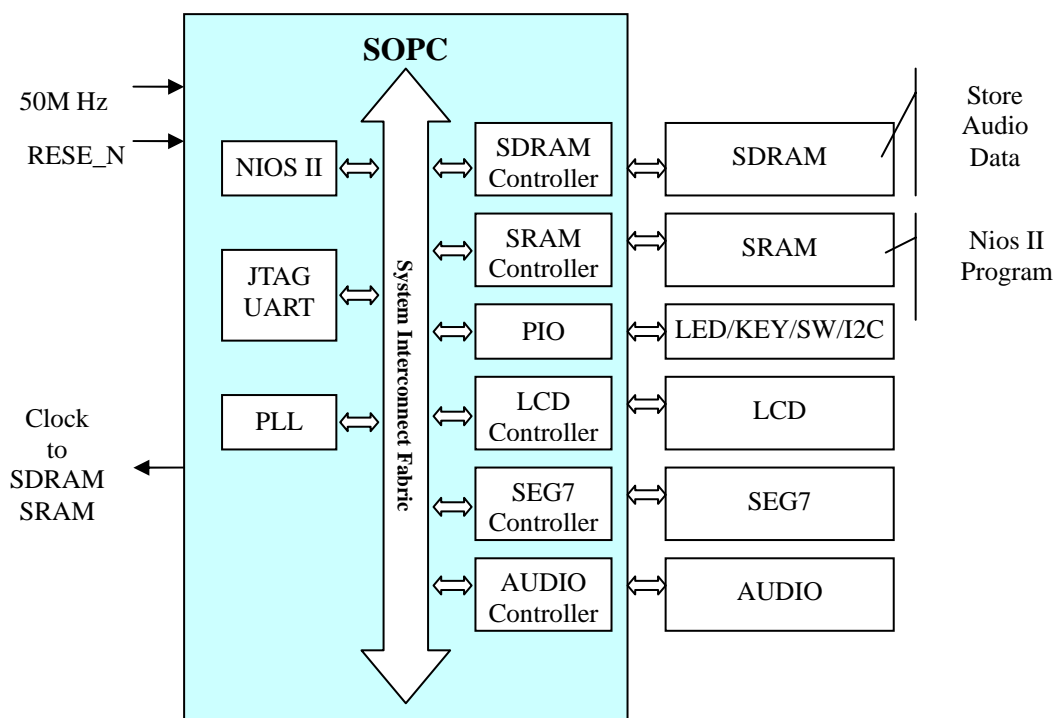 SOPC
50M Hz
RESE_N
NIOS II
JTAG
UART
PLL
Clock
to
SDRAM
SRAM
System Interconnect Fabric
SDRAM
Controller
SRAM
Controller
PIO
LCD
Controller
SEG7
Controller
AUDIO
Controller
SDRAM
SRAM
LED/KEY/SW/I2C
LCD
SEG7
AUDIO
Store
Audio
Data
Nios II
Program